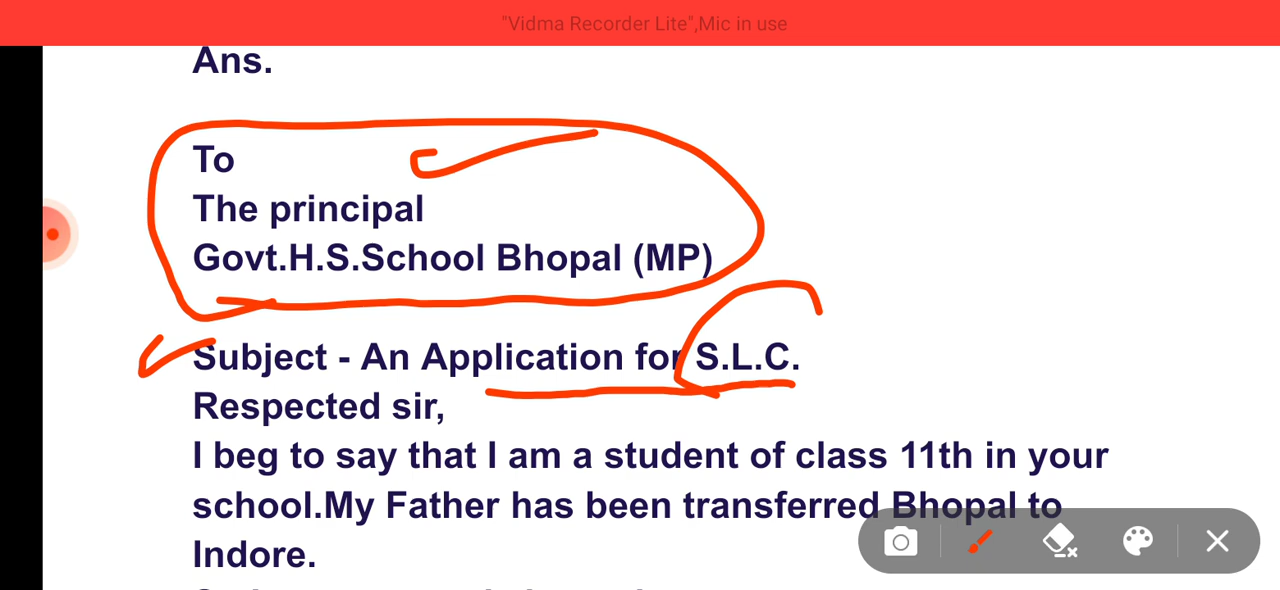 "Vidma Recorder Lite",Mic in use
Ans.
To
The principal
Govt.H.S.School Bhopal (MP)
Subject - An Application for S.L.C.
Respected sir,
I beg to say that I am a student of class 11th in your
school.My Father has been transferred Bhopal to
Indore.